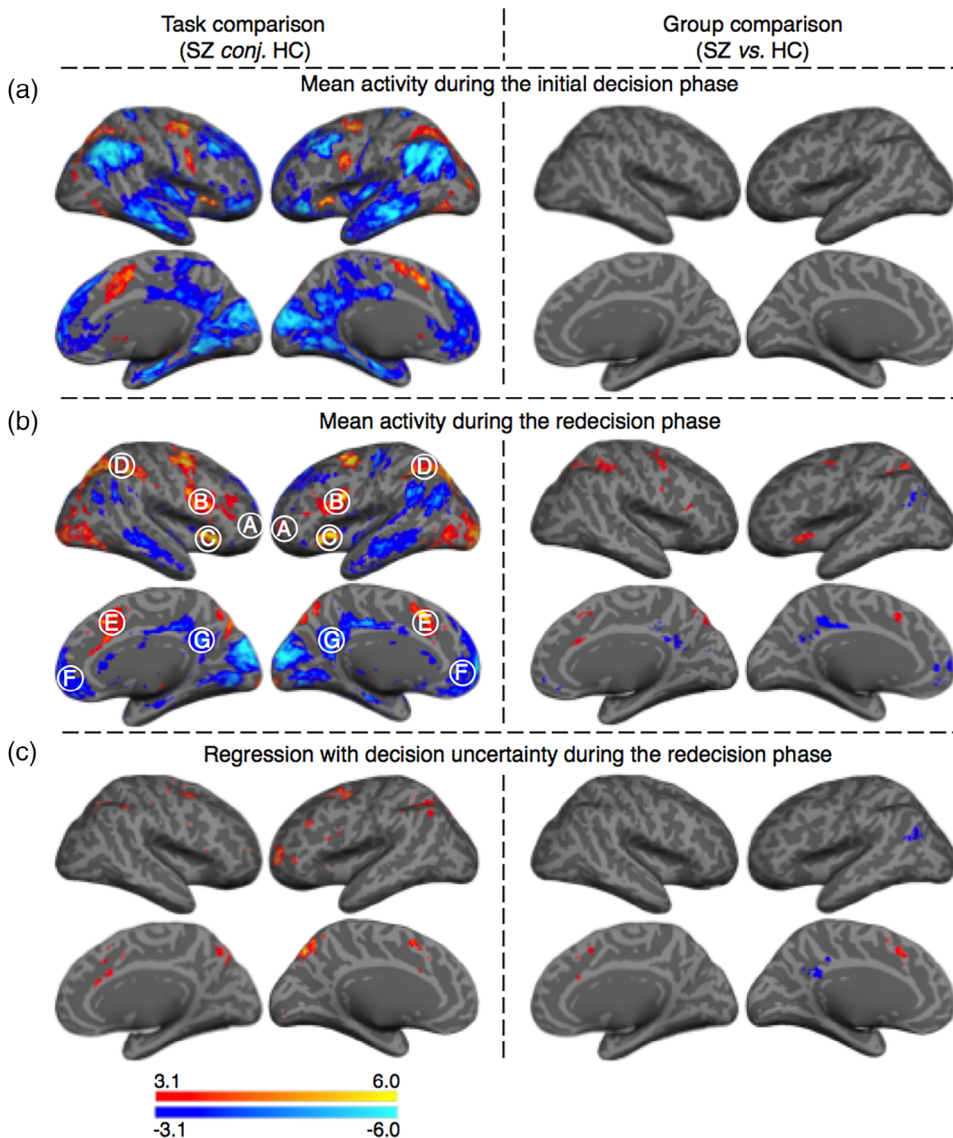 Task comparison
(SZ conj. HC)
Group comparison
(SZ vs. HC)
(a)
Mean activity during the initial decision phase
(b)
Mean activity during the redecision phase
D
D
B
B
A
A
C
C
E
E
G
G
F
F
(c)
Regression with decision uncertainty during the redecision phase
3.1 6.0
-3.1 -6.0